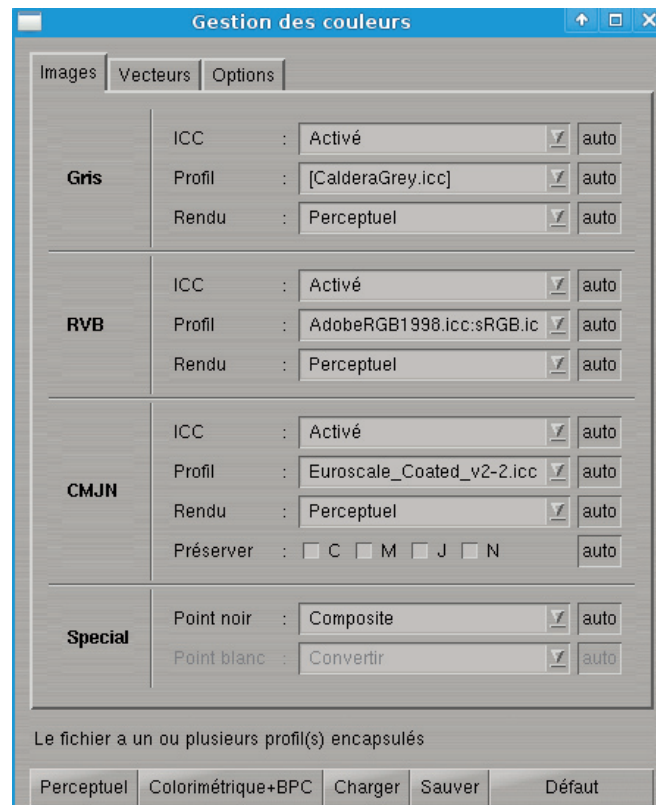 Gestion des couleurs
Images Vecteurs Options
Gris
ICC : Activé auto
Profil : [CalderaGrey.icc] auto
Rendu : Perceptuel auto
RVB
ICC : Activé auto
Profil : AdobeRGB1998.icc:sRGB.ic auto
Rendu : Perceptuel auto
CMJN
ICC : Activé auto
Profil : Euroscale_Coated_v2-2.icc auto
Rendu : Perceptuel auto
Préserver : C M J N auto
Special
Point noir : Composite auto
Point blanc : Convertir auto
Le fichier a un ou plusieurs profil(s) encapsulés
Perceptuel Colorimétrique+BPC Charger Sauver Défaut